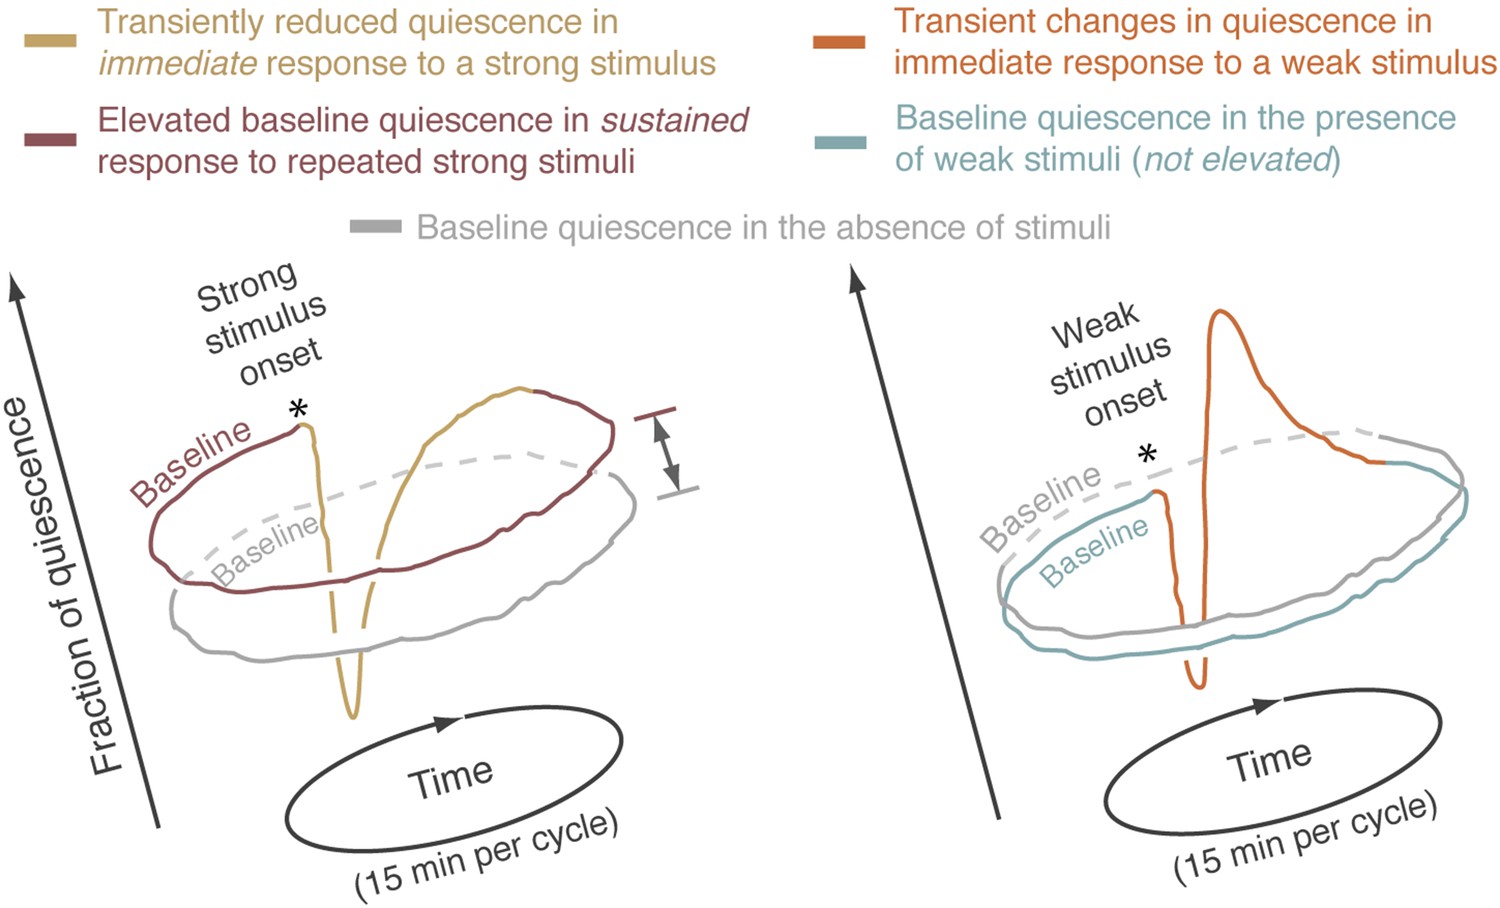 Transiently reduced quiescence in
immediate response to a strong stimulus
Elevated baseline quiescence in sustained
response to repeated strong stimuli
Transient changes in quiescence in
immediate response to a weak stimulus
Baseline quiescence in the presence
of weak stimuli (not elevated)
Baseline quiescence in the absence of stimuli
Fraction of quiescence
Strong
stimulus
onset
*
Baseline
Baseline
Time
(15 min per cycle)
Weak
stimulus
onset
*
Baseline
Baseline
Time
(15 min per cycle)